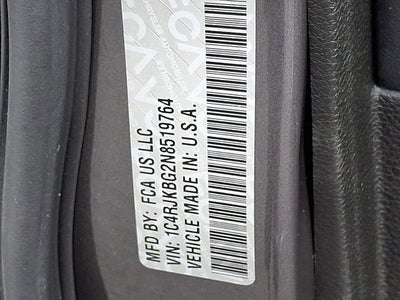 MFD BY: FCA US LLC
VIN: 1C4RJKBG2N8519764
VEHICLE MADE IN: U.S.A.